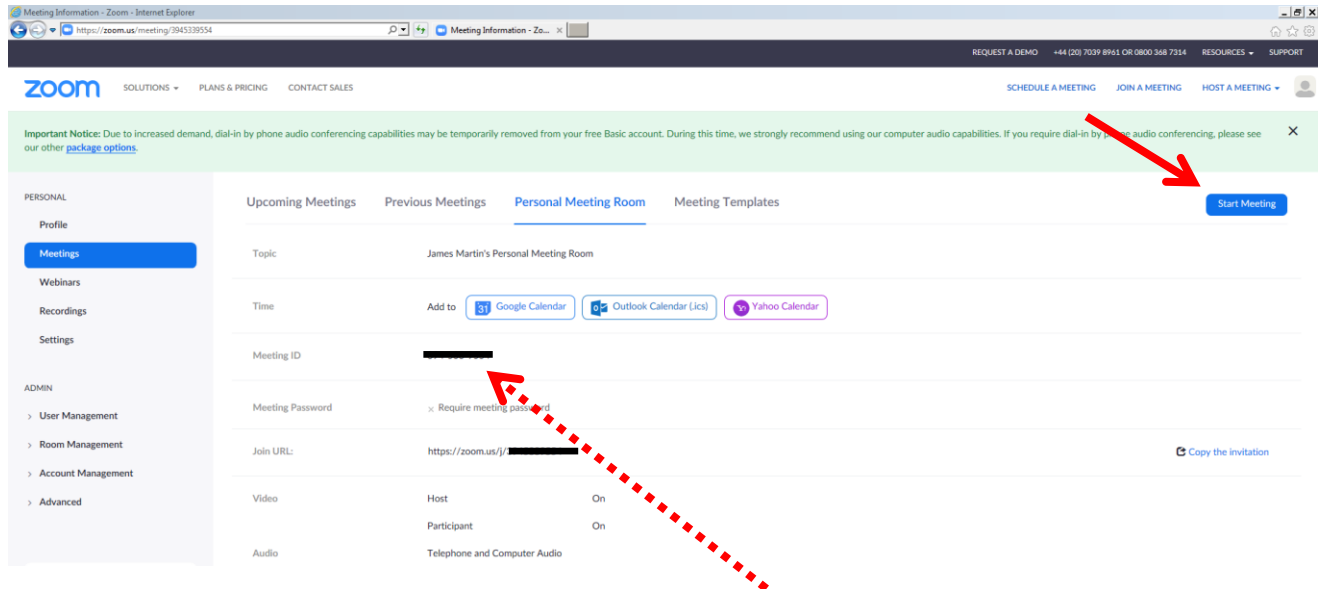 Meeting Information - Zoom - Internet Explorer
https://zoom.us/meeting/3945339554
Meeting Information - Zo... ×
REQUEST A DEMO +44 (20) 7039 8961 OR 0800 368 7314 RESOURCES SUPPORT
zoom SOLUTIONS PLANS & PRICING CONTACT SALES SCHEDULE A MEETING JOIN A MEETING HOST A MEETING
Important Notice: Due to increased demand, dial-in by phone audio conferencing capabilities may be temporarily removed from your free Basic account. During this time, we strongly recommend using our computer audio capabilities. If you require dial-in by phone audio conferencing, please see
our other package options.
PERSONAL
Profile
Meetings
Webinars
Recordings
Settings
ADMIN
> User Management
> Room Management
> Account Management
> Advanced
Upcoming Meetings Previous Meetings Personal Meeting Room Meeting Templates
Start Meeting
Topic James Martin's Personal Meeting Room
Time Add to 31 Google Calendar Outlook Calendar (.ics) Yahoo Calendar
Meeting ID
Meeting Password × Require meeting password
Join URL: https://zoom.us/j/ Copy the invitation
Video Host On
Participant On
Audio Telephone and Computer Audio